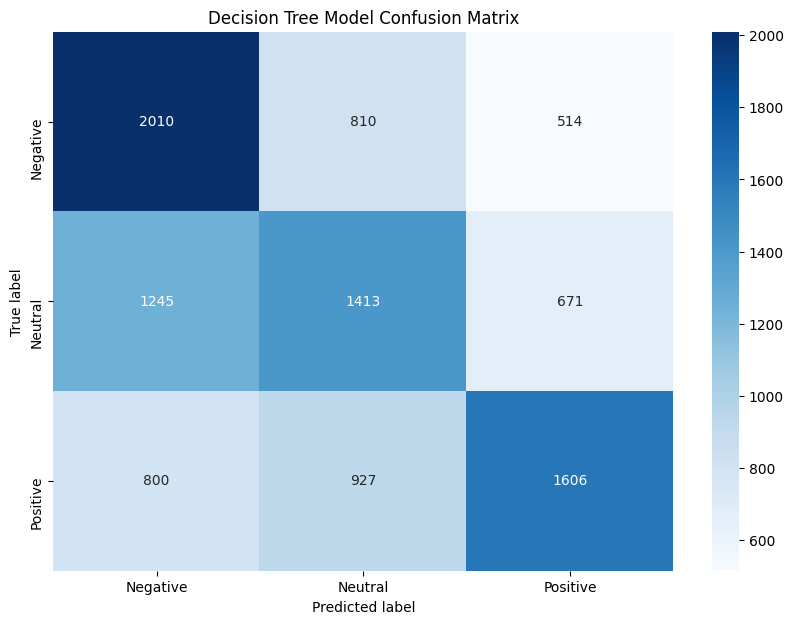 Decision Tree Model Confusion Matrix
True label
Negative
2010 810 514
Neutral
1245 1413 671
Positive
800 927 1606
Negative Neutral Positive
Predicted label
2000
1800
1600
1400
1200
1000
800
600